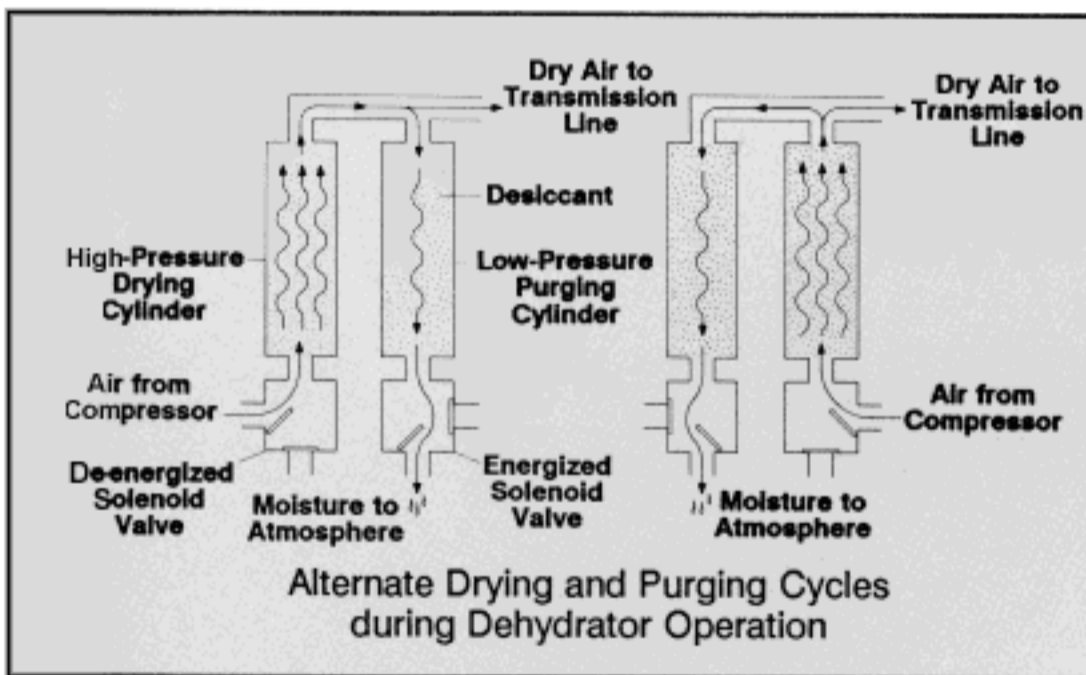 Dry Air to
Transmission
Line
Dry Air to
Transmission
Line
Desiccant
High-Pressure
Drying
Cylinder
Low-Pressure
Purging
Cylinder
Air from
Compressor
Air from
Compressor
De-energized
Solenoid
Valve
Moisture to
Atmosphere
Energized
Solenoid
Valve
Moisture to
Atmosphere
Alternate Drying and Purging Cycles
during Dehydrator Operation